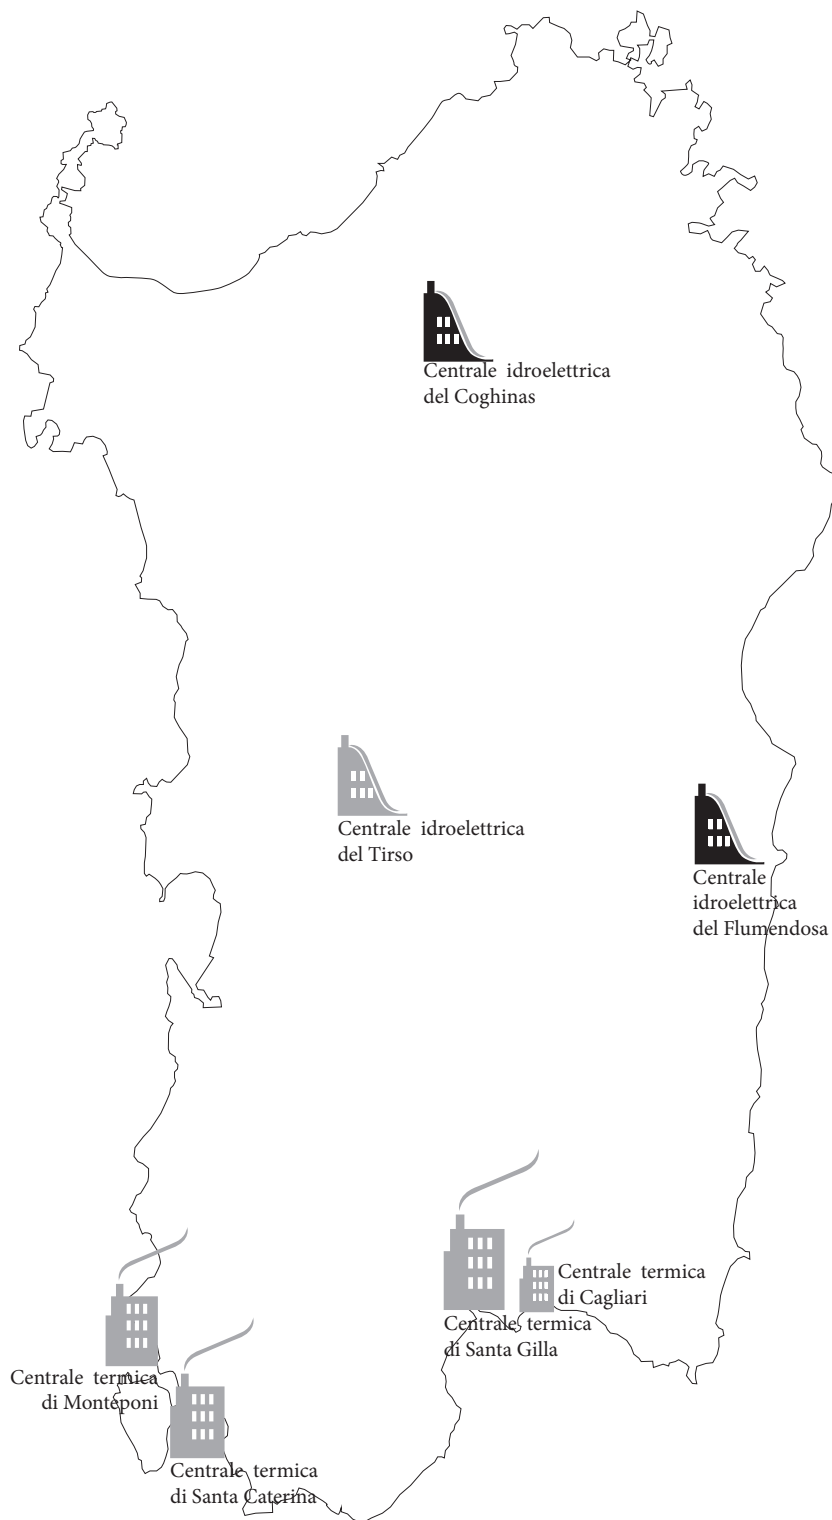 Centrale idroelettrica
del Coghinas
Centrale idroelettrica
del Tirso
Centrale
idroelettrica
del Flumendosa
Centrale termica
di Cagliari
Centrale termica
di Santa Gilla
Centrale termica
di Monteponi
Centrale termica
di Santa Caterina